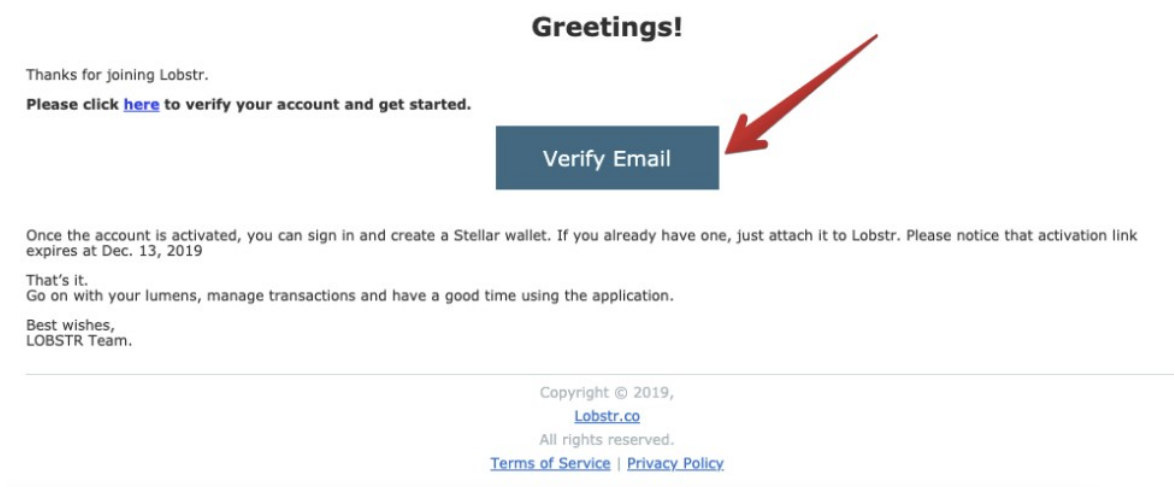 Greetings!
Thanks for joining Lobstr.
Please click here to verify your account and get started.
Verify Email
Once the account is activated, you can sign in and create a Stellar wallet. If you already have one, just attach it to Lobstr. Please notice that activation link
expires at Dec. 13, 2019
That's it.
Go on with your lumens, manage transactions and have a good time using the application.
Best wishes,
LOBSTR Team.
Copyright © 2019,
Lobstr.co
All rights reserved.
Terms of Service | Privacy Policy